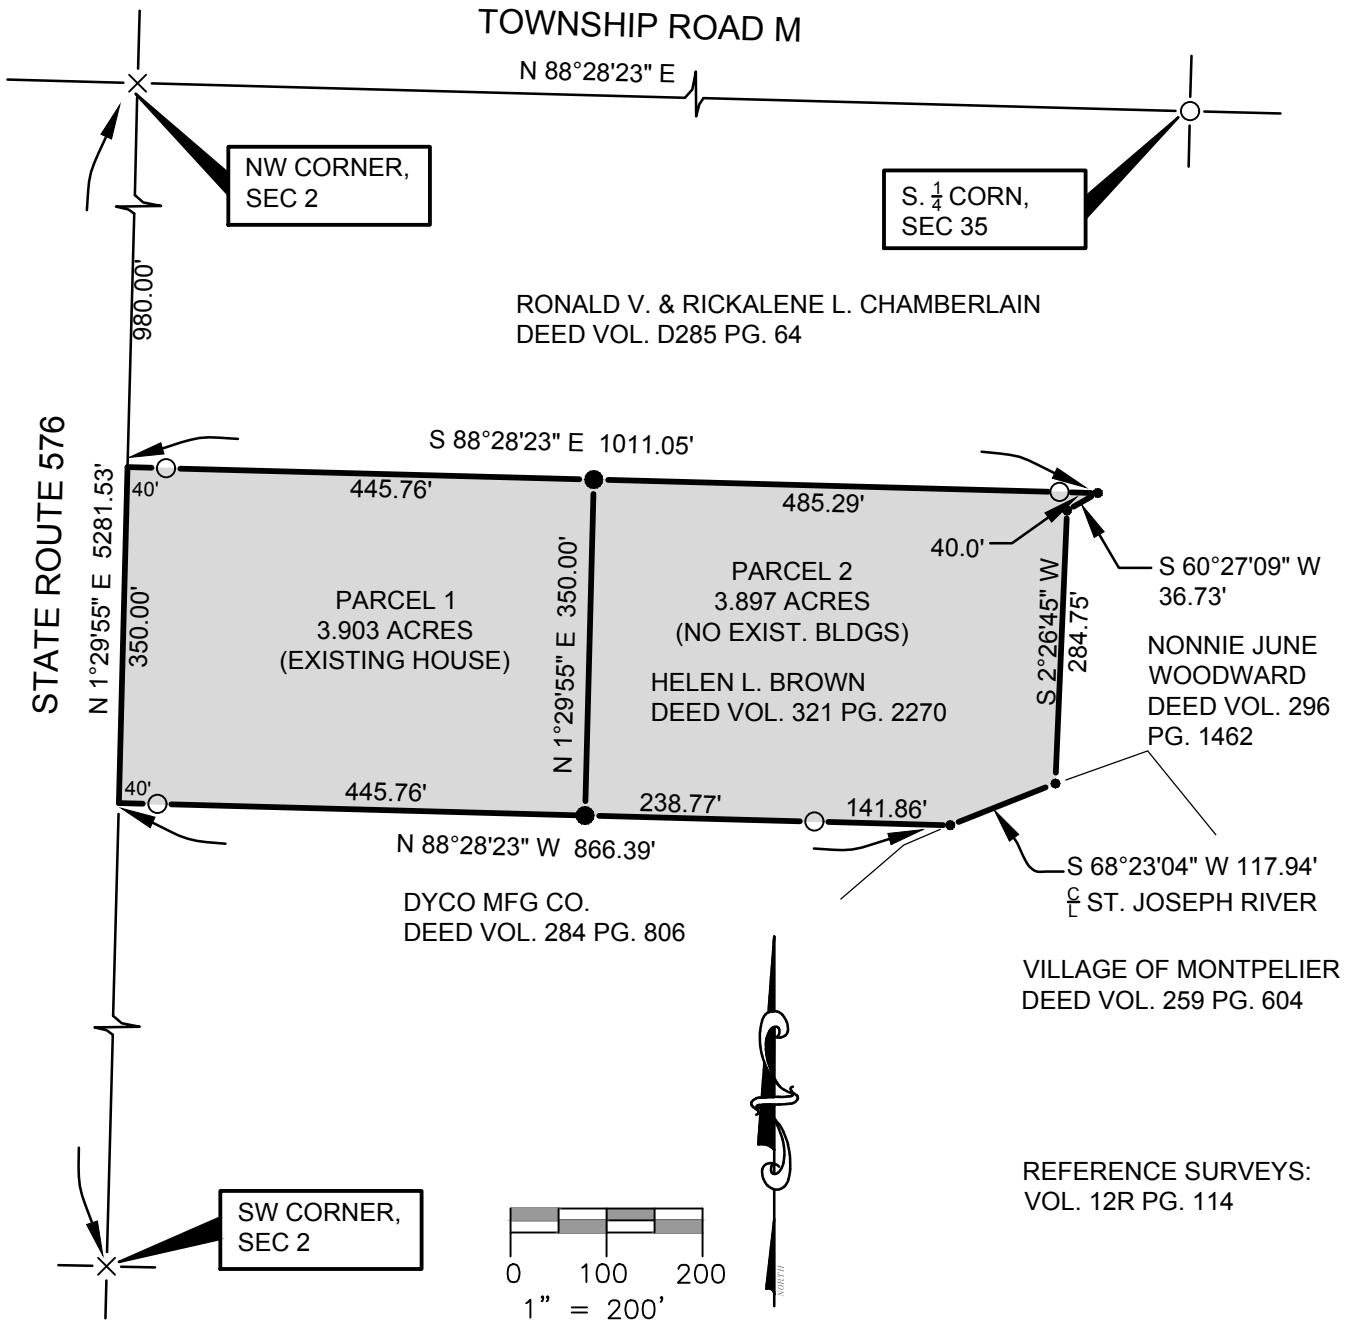 TOWNSHIP ROAD M
N 88°28'23" E
NW CORNER,
SEC 2
S. 1/4 CORN,
SEC 35
980.00'
RONALD V. & RICKALENE L. CHAMBERLAIN
DEED VOL. D285 PG. 64
STATE ROUTE 576
N 1°29'55" E 5281.53'
S 88°28'23" E 1011.05'
40'
445.76'
485.29'
40.0'
S 60°27'09" W
36.73'
350.00'
PARCEL 1
3.903 ACRES
(EXISTING HOUSE)
N 1°29'55" E 350.00'
PARCEL 2
3.897 ACRES
(NO EXIST. BLDGS)
HELEN L. BROWN
DEED VOL. 321 PG. 2270
S 2°26'45" W
284.75'
NONNIE JUNE
WOODWARD
DEED VOL. 296
PG. 1462
40'
445.76'
238.77'
141.86'
N 88°28'23" W 866.39'
S 68°23'04" W 117.94'
C/L ST. JOSEPH RIVER
DYCO MFG CO.
DEED VOL. 284 PG. 806
VILLAGE OF MONTPELIER
DEED VOL. 259 PG. 604
REFERENCE SURVEYS:
VOL. 12R PG. 114
SW CORNER,
SEC 2
0 100 200
1" = 200'
NORTH